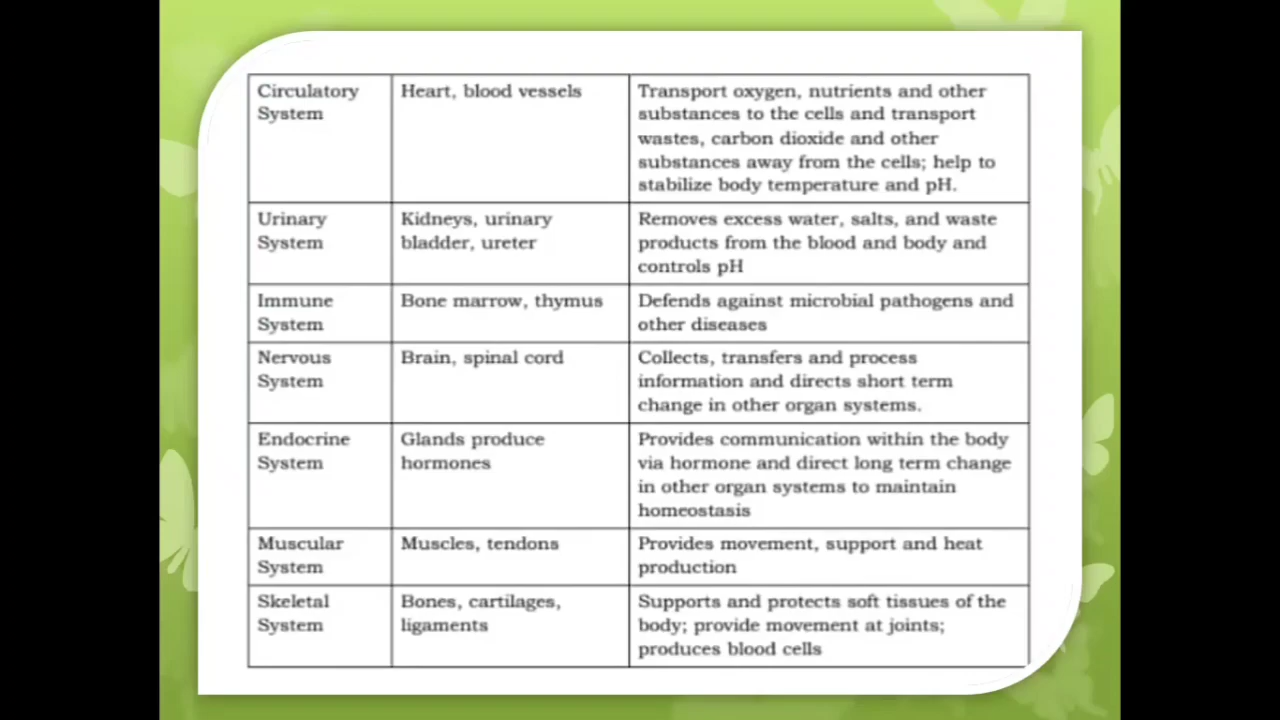 Circulatory
System
Heart, blood vessels
Transport oxygen, nutrients and other
substances to the cells and transport
wastes, carbon dioxide and other
substances away from the cells; help to
stabilize body temperature and pH.
Urinary
System
Kidneys, urinary
bladder, ureter
Removes excess water, salts, and waste
products from the blood and body and
controls pH
Immune
System
Bone marrow, thymus
Defends against microbial pathogens and
other diseases
Nervous
System
Brain, spinal cord
Collects, transfers and process
information and directs short term
change in other organ systems.
Endocrine
System
Glands produce
hormones
Provides communication within the body
via hormone and direct long term change
in other organ systems to maintain
homeostasis
Muscular
System
Muscles, tendons
Provides movement, support and heat
production
Skeletal
System
Bones, cartilages,
ligaments
Supports and protects soft tissues of the
body; provide movement at joints;
produces blood cells